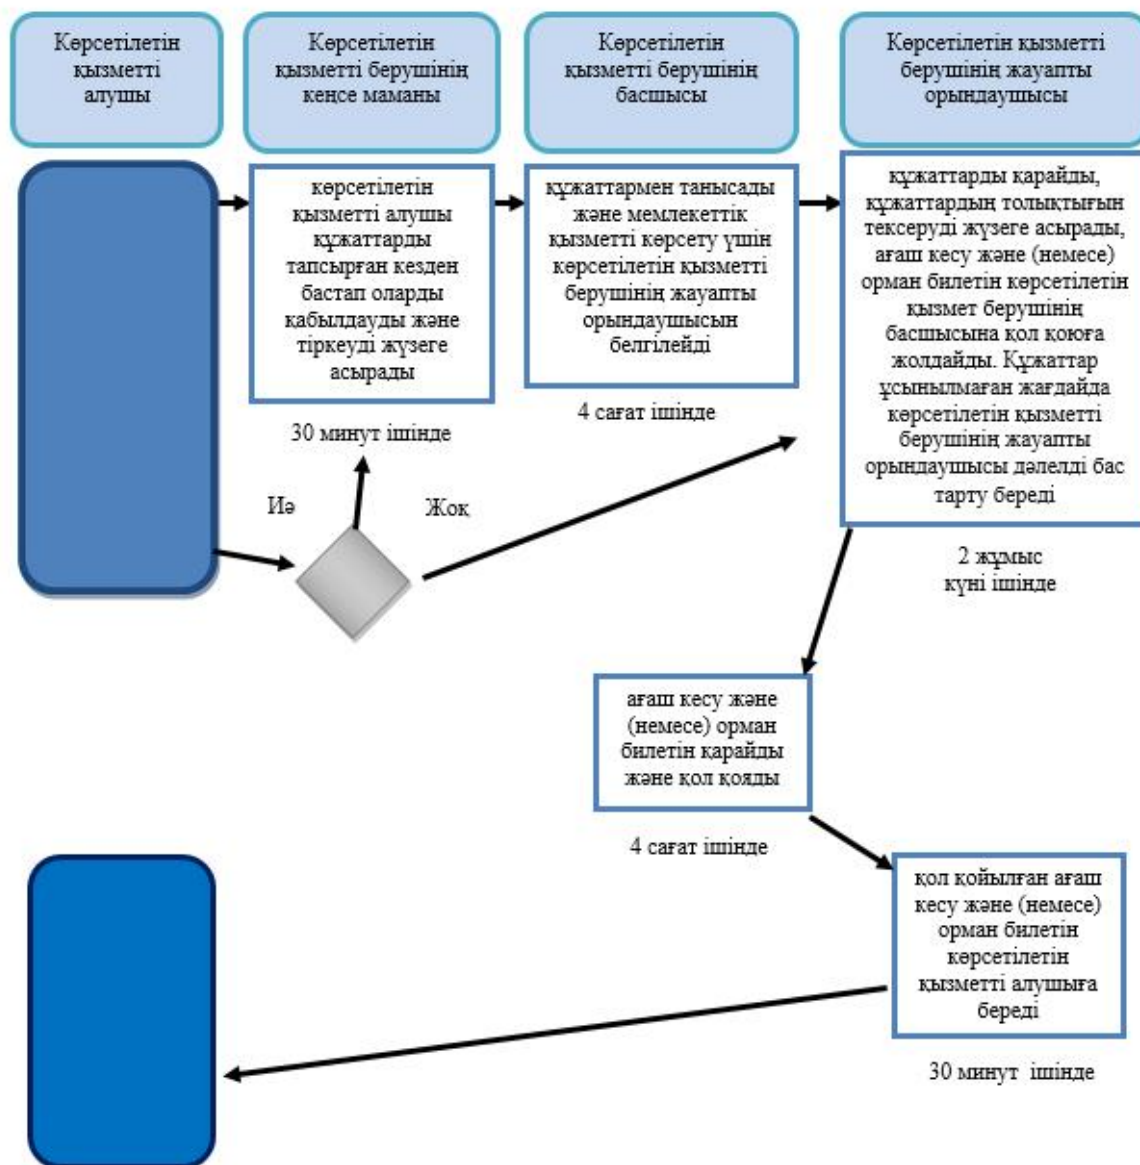 Көрсетілетін
қызметті
алушы
Көрсетілетін
қызметті берушінің
кеңсе маманы
Көрсетілетін
қызметті берушінің
басшысы
Көрсетілетін қызметті
берушінің жауапты
орындаушысы
көрсетілетін
қызметті алушы
құжаттарды
тапсырған кезден
бастап оларды
қабылдауды және
тіркеуді жүзеге
асырады
30 минут ішінде
құжаттармен танысады
және мемлекеттік
қызметті көрсету үшін
көрсетілетін қызметті
берушінің жауапты
орындаушысын
белгілейді
4 сағат ішінде
құжаттарды қарайды,
құжаттардың толықтығын
тексеруді жүзеге асырады,
ағаш кесу және (немесе)
орман билетін көрсетілетін
қызмет берушінің
басшысына қол қоюға
жолдайды. Құжаттар
ұсынылмаған жағдайда
көрсетілетін қызметті
берушінің жауапты
орындаушысы дәлелді бас
тарту береді
2 жұмыс
күні ішінде
Иә
Жоқ
ағаш кесу және
(немесе) орман
билетін қарайды
және қол қояды
4 сағат ішінде
қол қойылған ағаш
кесу және (немесе)
орман билетін
көрсетілетін
қызметті алушыға
береді
30 минут ішінде